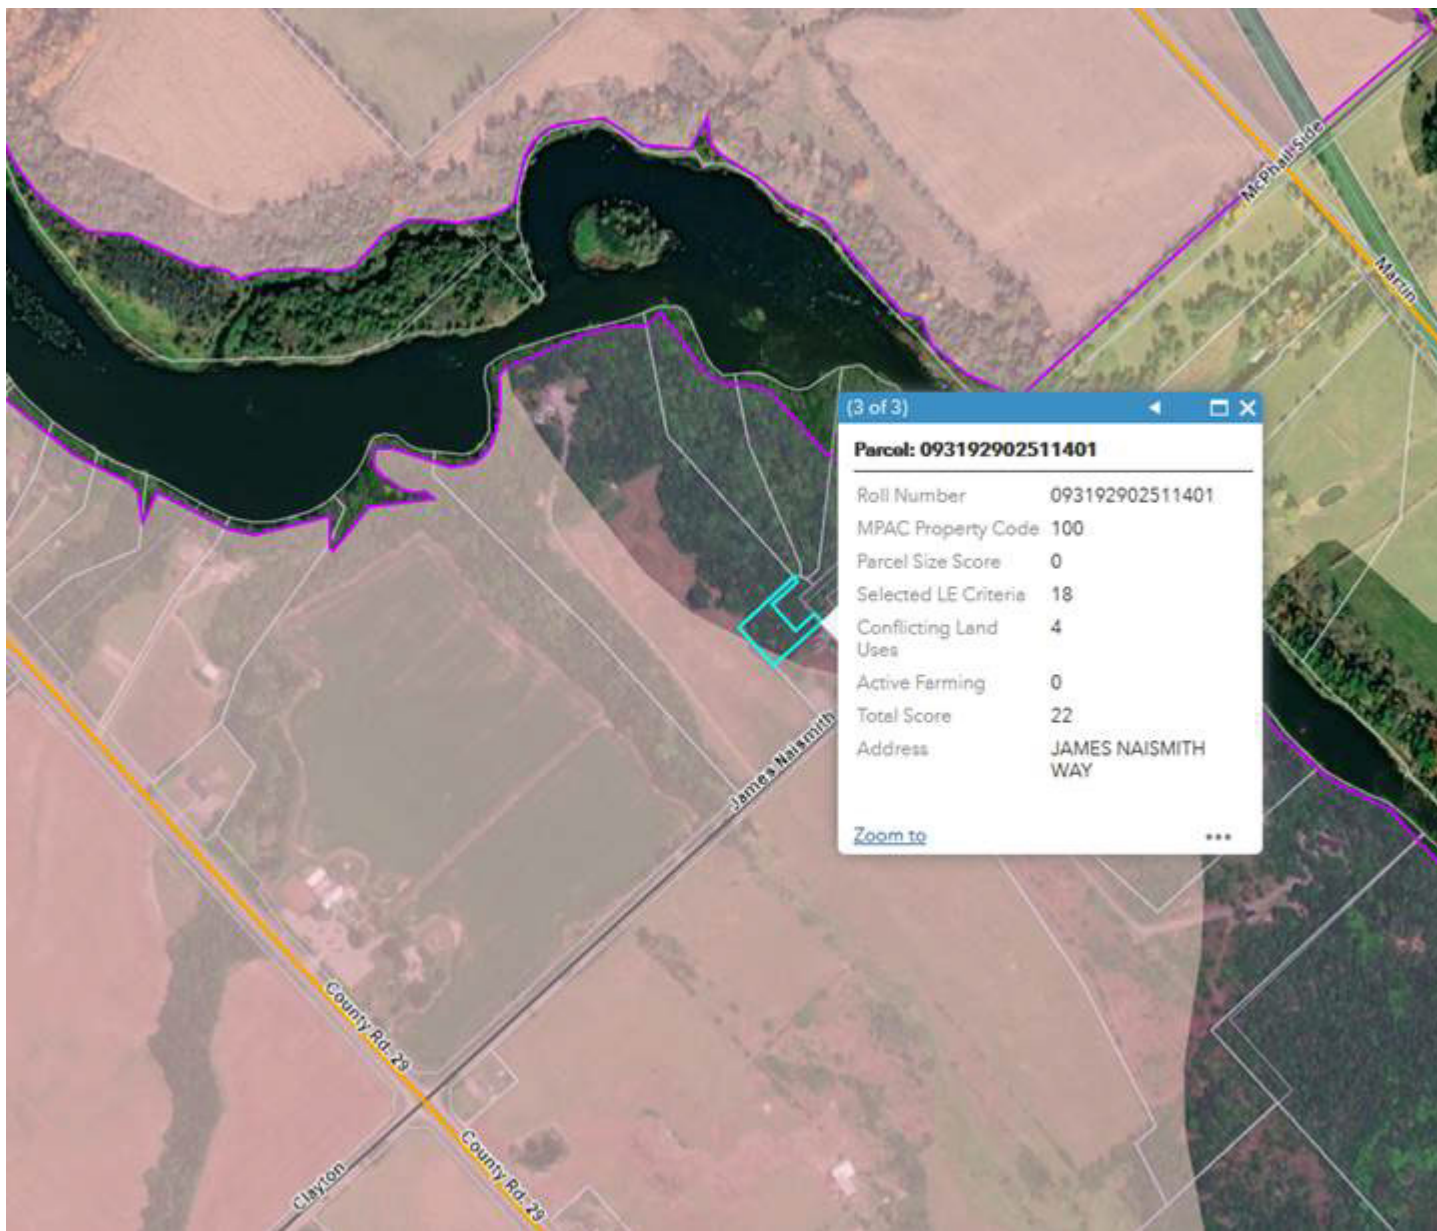 McPhail Side
Martin
(3 of 3)
Parcel: 093192902511401
Roll Number 093192902511401
MPAC Property Code 100
Parcel Size Score 0
Selected LE Criteria 18
Conflicting Land 4
Uses
Active Farming 0
Total Score 22
Address JAMES NAISMITH
WAY
Zoom to
James Naismith
County Rd. 29
Clayton
County Rd. 29